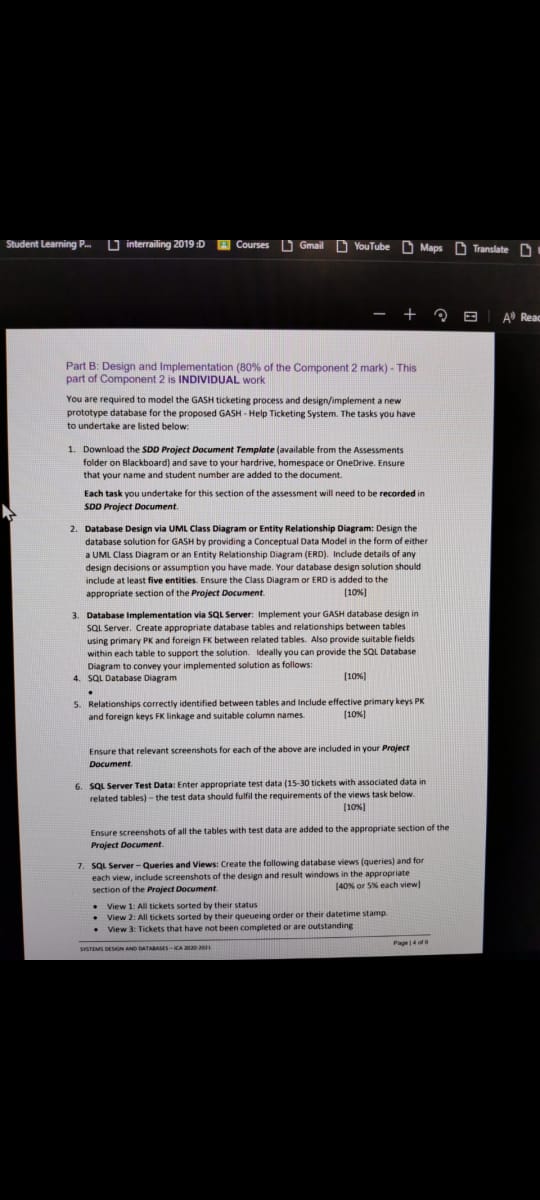 Student Learning P... interrailing 2019 :D Courses Gmail YouTube Maps Translate
Part B: Design and Implementation (80% of the Component 2 mark) - This
part of Component 2 is INDIVIDUAL work
You are required to model the GASH ticketing process and design/implement a new
prototype database for the proposed GASH - Help Ticketing System. The tasks you have
to undertake are listed below:
1. Download the SDD Project Document Template (available from the Assessments
folder on Blackboard) and save to your hardrive, homespace or OneDrive. Ensure
that your name and student number are added to the document.
Each task you undertake for this section of the assessment will need to be recorded in
SDD Project Document.
2. Database Design via UML Class Diagram or Entity Relationship Diagram: Design the
database solution for GASH by providing a Conceptual Data Model in the form of either
a UML Class Diagram or an Entity Relationship Diagram (ERD). Include details of any
design decisions or assumption you have made. Your database design solution should
include at least five entities. Ensure the Class Diagram or ERD is added to the
appropriate section of the Project Document. [10%]
3. Database Implementation via SQL Server: Implement your GASH database design in
SQL Server. Create appropriate database tables and relationships between tables
using primary PK and foreign FK between related tables. Also provide suitable fields
within each table to support the solution. Ideally you can provide the SQL Database
Diagram to convey your implemented solution as follows:
4. SQL Database Diagram [10%]
•
5. Relationships correctly identified between tables and Include effective primary keys PK
and foreign keys FK linkage and suitable column names. [10%]
Ensure that relevant screenshots for each of the above are included in your Project
Document.
6. SQL Server Test Data: Enter appropriate test data (15-30 tickets with associated data in
related tables) – the test data should fulfil the requirements of the views task below.
[10%]
Ensure screenshots of all the tables with test data are added to the appropriate section of the
Project Document.
7. SQL Server – Queries and Views: Create the following database views (queries) and for
each view, include screenshots of the design and result windows in the appropriate
section of the Project Document. [40% or 5% each view]
• View 1: All tickets sorted by their status
• View 2: All tickets sorted by their queueing order or their datetime stamp.
• View 3: Tickets that have not been completed or are outstanding
SYSTEMS DESIGN AND DATABASES – ICA 2020-2021 Page | 4 of